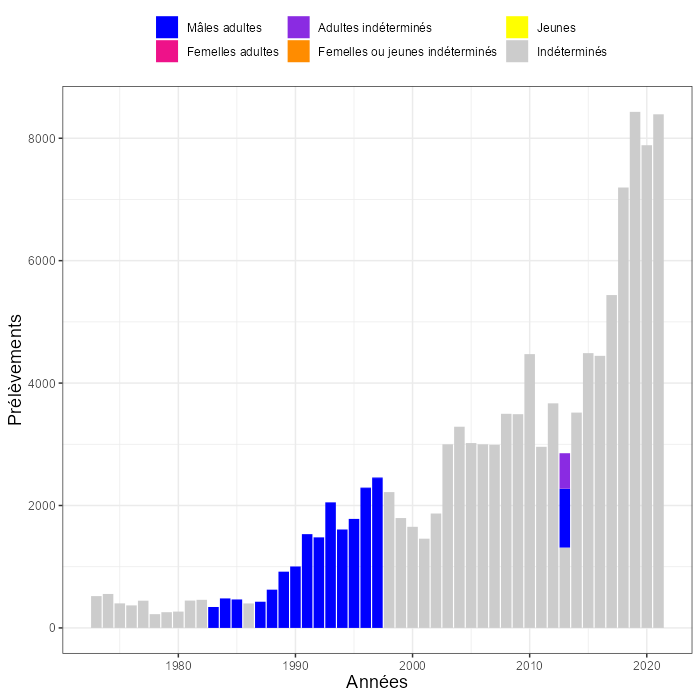 Mâles adultes Adultes indéterminés Jeunes
Femelles adultes Femelles ou jeunes indéterminés Indéterminés
8000
6000
4000
2000
0
Prélèvements
1980 1990 2000 2010 2020
Années